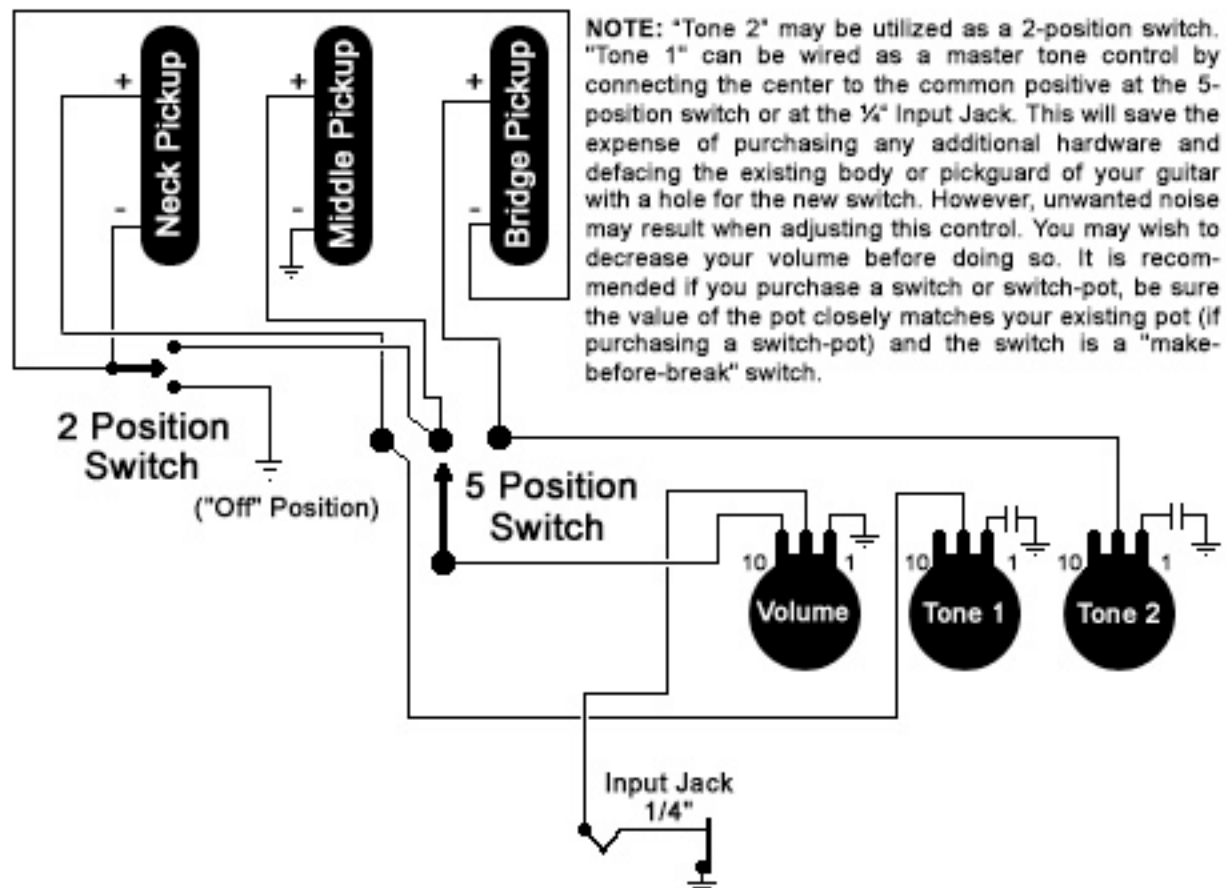 NOTE: "Tone 2" may be utilized as a 2-position switch.
"Tone 1" can be wired as a master tone control by
connecting the center to the common positive at the 5-
position switch or at the ¼" Input Jack. This will save the
expense of purchasing any additional hardware and
defacing the existing body or pickguard of your guitar
with a hole for the new switch. However, unwanted noise
may result when adjusting this control. You may wish to
decrease your volume before doing so. It is recom-
mended if you purchase a switch or switch-pot, be sure
the value of the pot closely matches your existing pot (if
purchasing a switch-pot) and the switch is a "make-
before-break" switch.
+
Neck Pickup
-
+
Middle Pickup
-
+
Bridge Pickup
-
2 Position
Switch
("Off" Position)
5 Position
Switch
10 1
Volume
10 1
Tone 1
10 1
Tone 2
Input Jack
1/4"